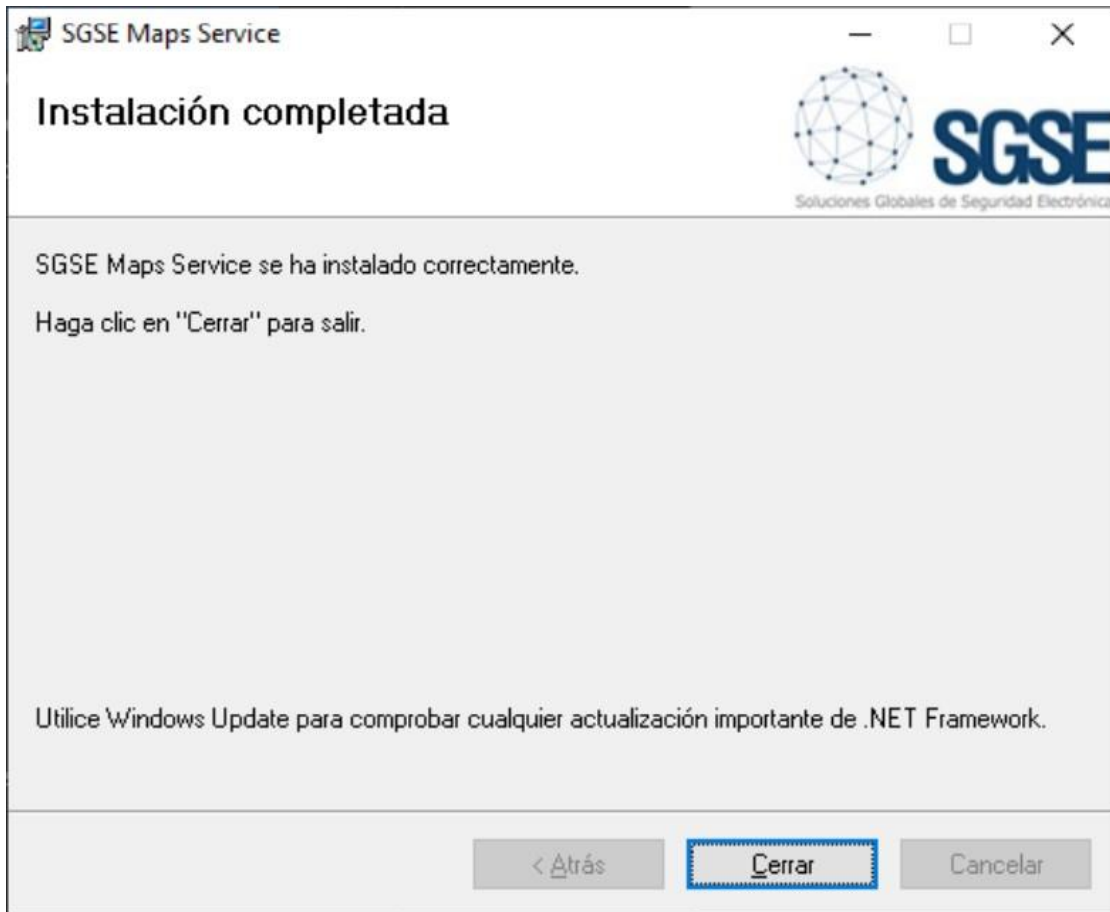 SGSE Maps Service
Instalación completada
SGSE
Soluciones Globales de Seguridad Electrónica
SGSE Maps Service se ha instalado correctamente.
Haga clic en "Cerrar" para salir.
Utilice Windows Update para comprobar cualquier actualización importante de .NET Framework.
< Atrás
Cerrar
Cancelar